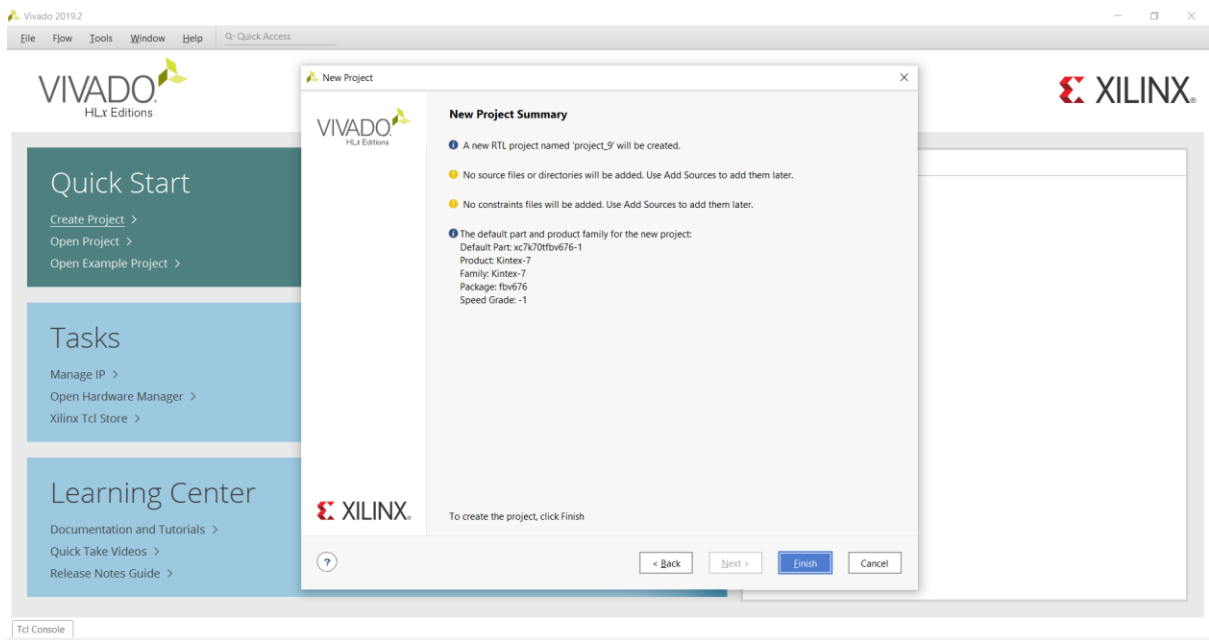 Vivado 2019.2
File Flow Tools Window Help Quick Access
VIVADO.
HLx Editions
XILINX.
Quick Start
Create Project >
Open Project >
Open Example Project >
Tasks
Manage IP >
Open Hardware Manager >
Xilinx Tcl Store >
Learning Center
Documentation and Tutorials >
Quick Take Videos >
Release Notes Guide >
New Project
VIVADO.
HLx Editions
New Project Summary
A new RTL project named 'project_9' will be created.
No source files or directories will be added. Use Add Sources to add them later.
No constraints files will be added. Use Add Sources to add them later.
The default part and product family for the new project:
Default Part: xc7k70tfbv676-1
Product: Kintex-7
Family: Kintex-7
Package: fbv676
Speed Grade: -1
XILINX.
To create the project, click Finish
?
< Back Next > Finish Cancel
Tcl Console